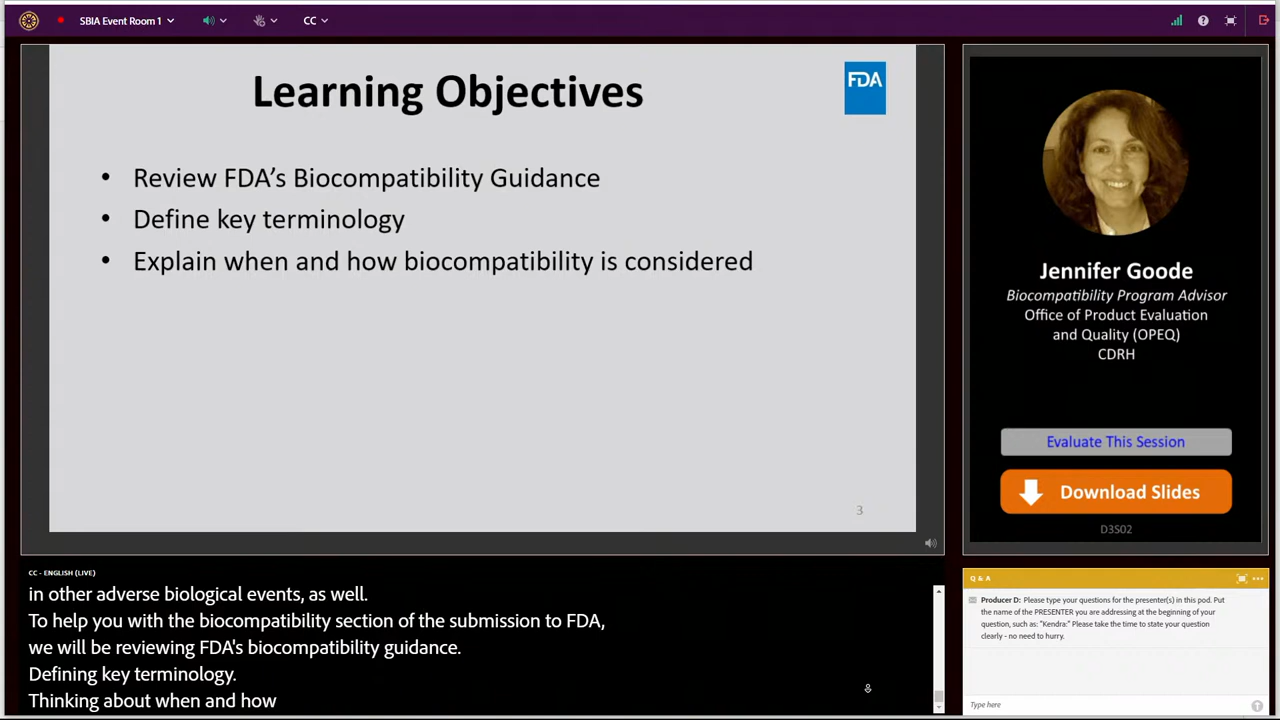 SBIA Event Room 1
CC
Learning Objectives
FDA
• Review FDA’s Biocompatibility Guidance
• Define key terminology
• Explain when and how biocompatibility is considered
3
Jennifer Goode
Biocompatibility Program Advisor
Office of Product Evaluation
and Quality (OPEQ)
CDRH
Evaluate This Session
Download Slides
D3S02
CC - ENGLISH (LIVE)
in other adverse biological events, as well.
To help you with the biocompatibility section of the submission to FDA,
we will be reviewing FDA's biocompatibility guidance.
Defining key terminology.
Thinking about when and how
Q & A
Producer D: Please type your questions for the presenter(s) in this pod. Put
the name of the PRESENTER you are addressing at the beginning of your
question, such as: "Kendra:" Please take the time to state your question
clearly - no need to hurry.
Type here